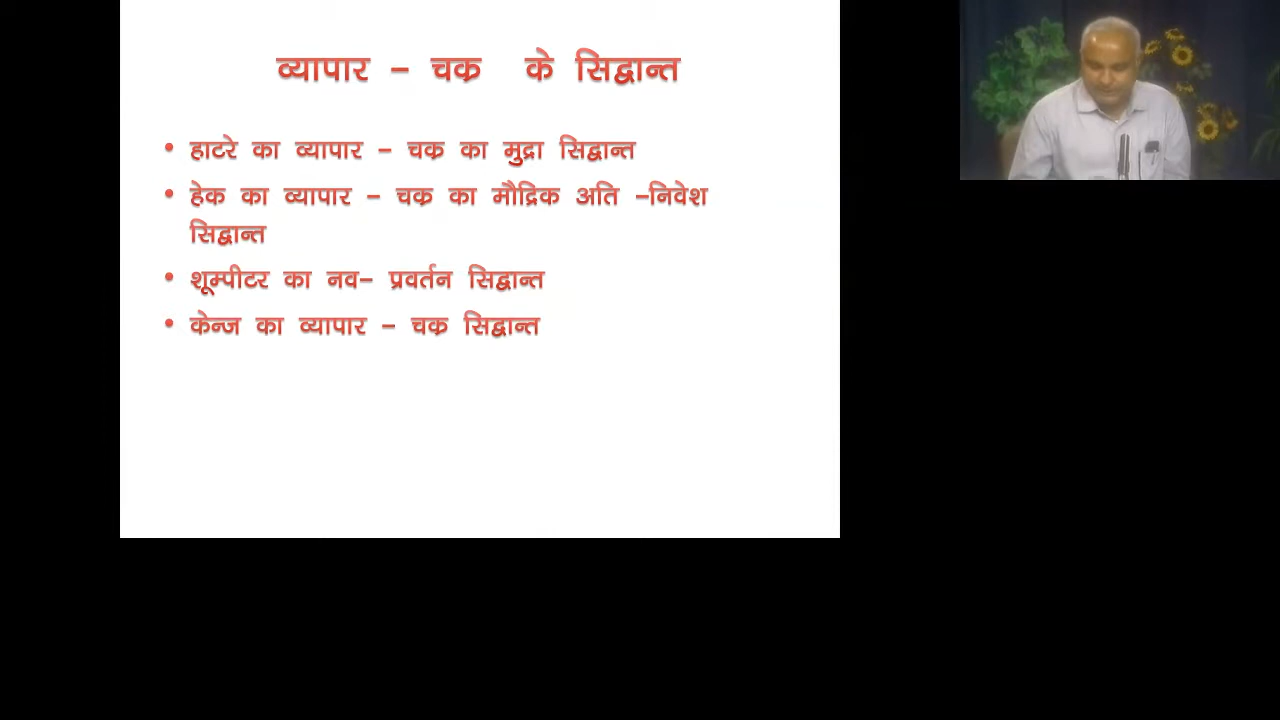 व्यापार – चक्र के सिद्वान्त
• हाटरे का व्यापार – चक्र का मुद्रा सिद्वान्त
• हेक का व्यापार – चक्र का मौद्रिक अति –निवेश
सिद्वान्त
• शूम्पीटर का नव– प्रवर्तन सिद्वान्त
• केन्ज का व्यापार – चक्र सिद्वान्त